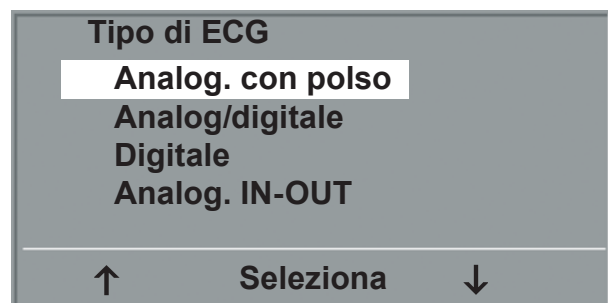 Tipo di ECG
Analog. con polso
Analog/digitale
Digitale
Analog. IN-OUT
↑ Seleziona ↓